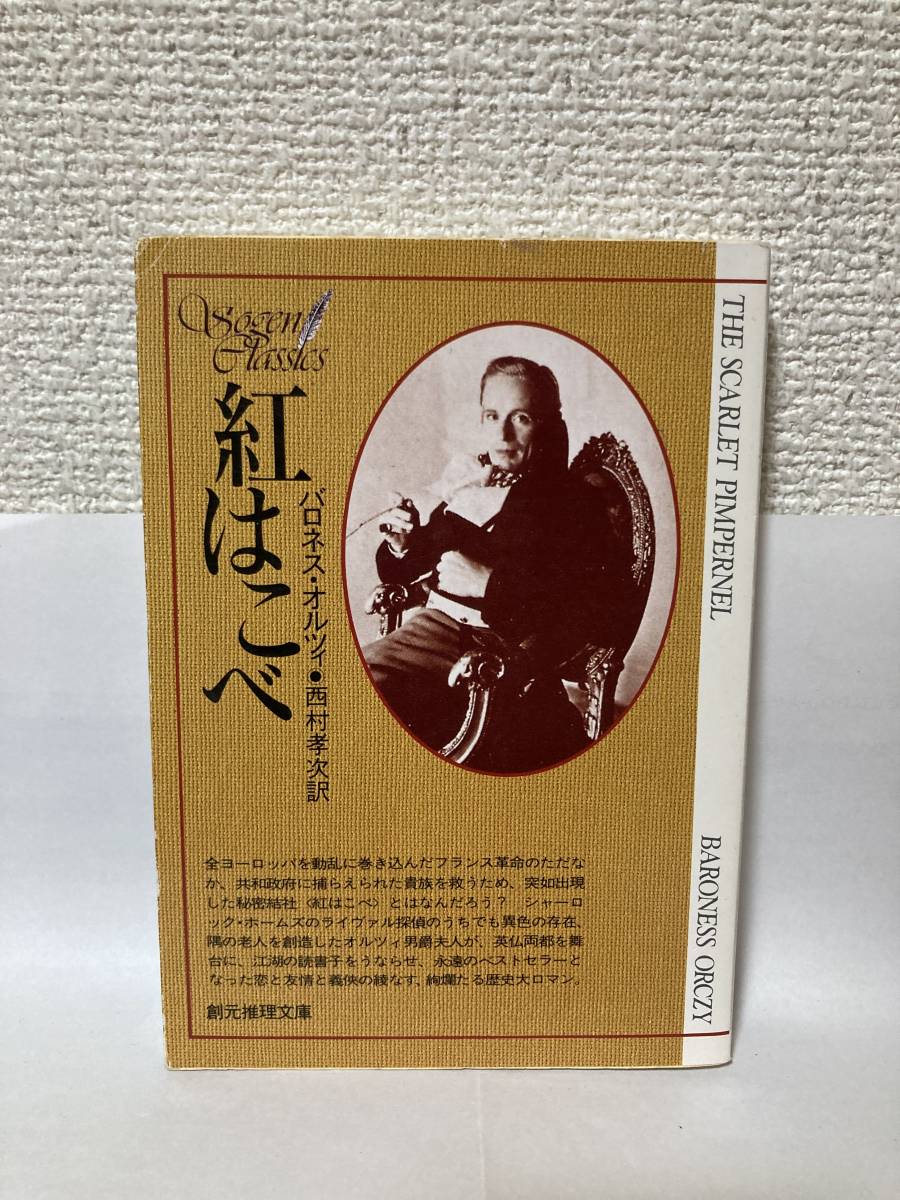 Sogen
Classics
紅はこべ
バロネス・オルツィ●西村孝次訳
THE SCARLET PIMPERNEL
BARONESS ORCZY
全ヨーロッパを動乱に巻き込んだフランス革命のただな
か、共和政府に捕らえられた貴族を救うため、突如出現
した秘密結社〈紅はこべ〉とはなんだろう？　シャーロ
ック・ホームズのライヴァル探偵のうちでも異色の存在、
隅の老人を創造したオルツィ男爵夫人が、英仏両都を舞
台に、江湖の読書子をうならせ、永遠のベストセラーと
なった恋と友情と義俠の綾なす、絢爛たる歴史大ロマン。
創元推理文庫